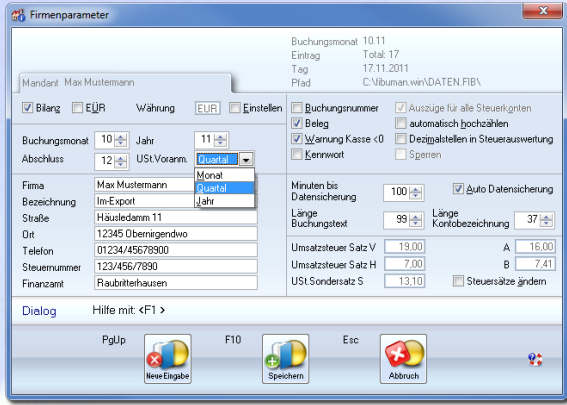 Firmenparameter
Buchungsmonat 10.11
Eintrag Total: 17
Tag 17.11.2011
Pfad C:\fibuman.win\DATEN.FIB\
Mandant Max Mustermann
Bilanz EÜR Währung EUR Einstellen
Buchungsmonat 10 Jahr 11
Abschluss 12 USt.Voranm. Quartal
Monat
Quartal
Jahr
Buchungsnummer Auszüge für alle Steuerkonten
Beleg automatisch hochzählen
Warnung Kasse <0 Dezimalstellen in Steuerauswertung
Kennwort Sperren
Firma Max Mustermann
Bezeichnung Im-Export
Straße Häusledamm 11
Ort 12345 Obernirgendwo
Telefon 01234/45678900
Steuernummer 123/456/7890
Finanzamt Raubritterhausen
Minuten bis
Datensicherung 100 Auto Datensicherung
Länge
Buchungstext 99
Länge
Kontobezeichnung 37
Umsatzsteuer Satz V 19,00 A 16,00
Umsatzsteuer Satz H 7,00 B 7,41
USt.Sondersatz S 13,10 Steuersätze ändern
Dialog Hilfe mit: <F1 >
PgUp F10 Esc
Neue Eingabe Speichern Abbruch